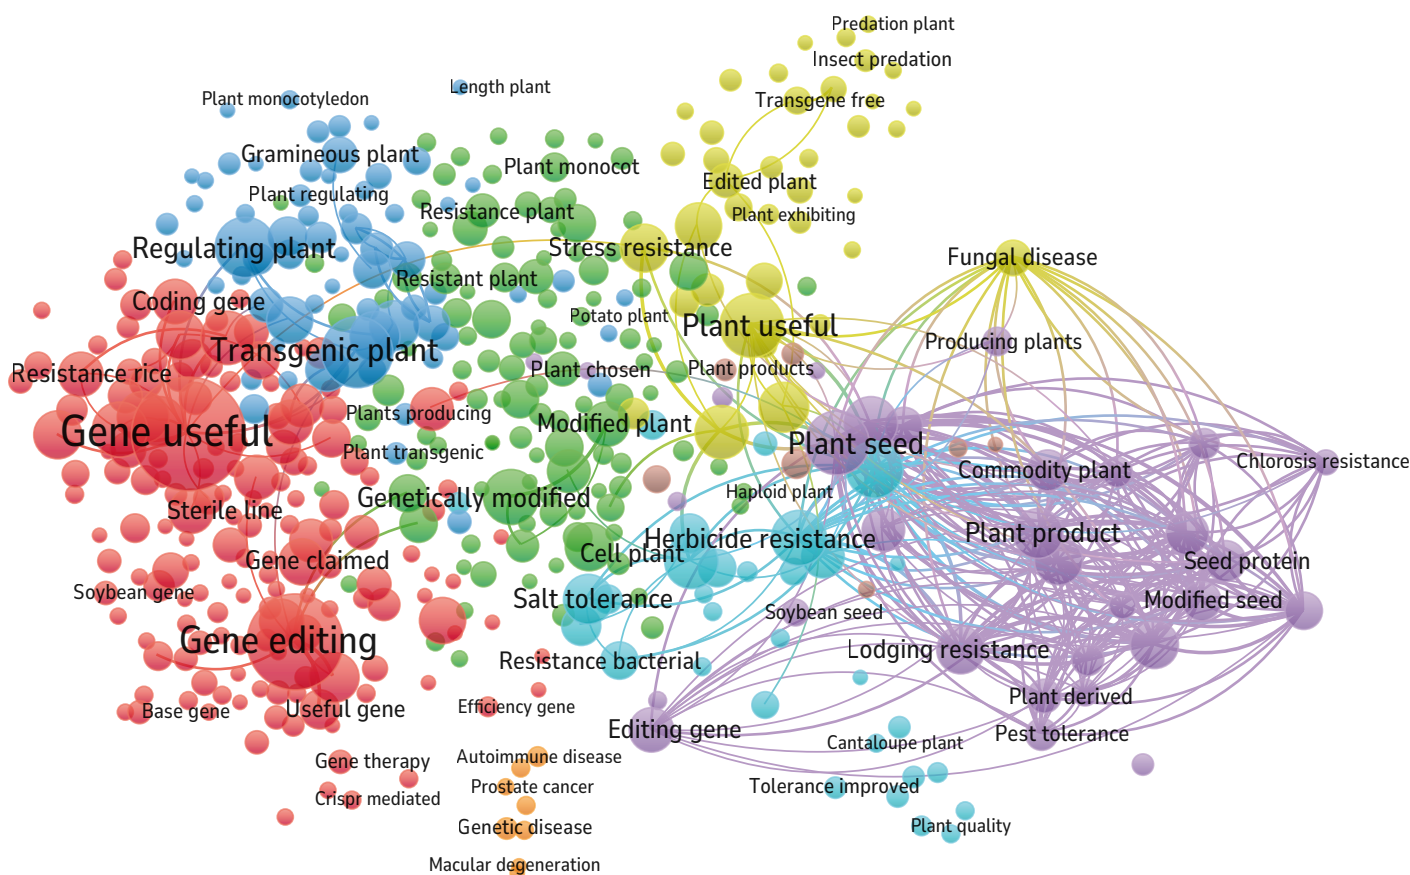 Predation plant
Insect predation
Length plant
Plant monocotyledon
Transgene free
Gramineous plant
Plant monocot
Edited plant
Plant regulating
Resistance plant
Plant exhibiting
Regulating plant
Stress resistance
Fungal disease
Resistant plant
Coding gene
Potato plant
Plant useful
Producing plants
Transgenic plant
Resistance rice
Plant chosen
Plant products
Plants producing
Modified plant
Gene useful
Plant seed
Plant transgenic
Chlorosis resistance
Commodity plant
Haploid plant
Genetically modified
Sterile line
Plant product
Herbicide resistance
Cell plant
Gene claimed
Seed protein
Soybean gene
Salt tolerance
Modified seed
Soybean seed
Gene editing
Lodging resistance
Resistance bacterial
Plant derived
Base gene
Useful gene
Efficiency gene
Editing gene
Pest tolerance
Cantaloupe plant
Autoimmune disease
Gene therapy
Prostate cancer
Tolerance improved
Crispr mediated
Genetic disease
Plant quality
Macular degeneration